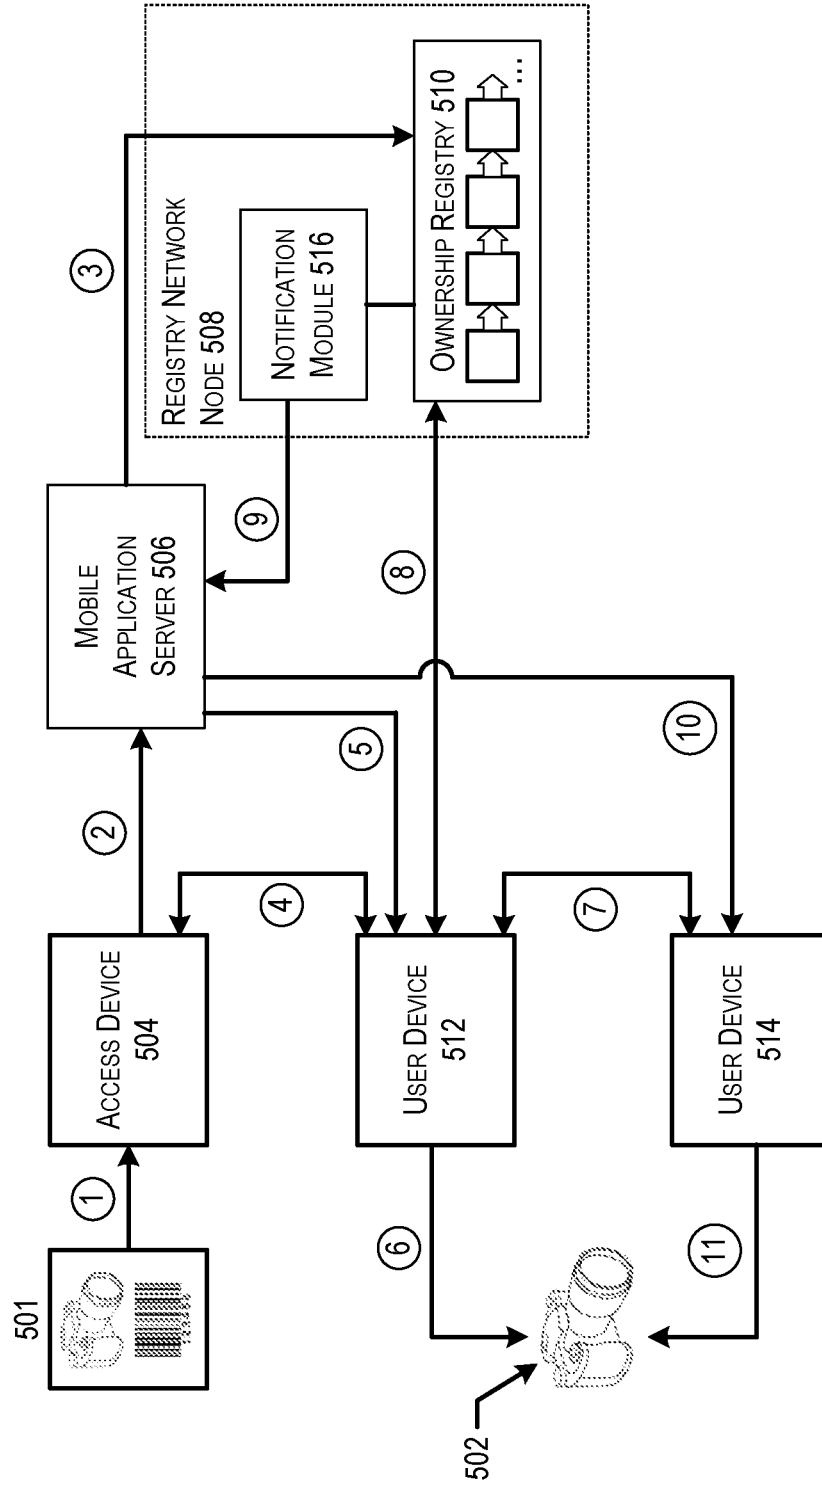 501
1
ACCESS DEVICE
504
2
MOBILE
APPLICATION
SERVER 506
3
REGISTRY NETWORK
NODE 508
NOTIFICATION
MODULE 516
OWNERSHIP REGISTRY 510
...
4
5
9
8
USER DEVICE
512
6
7
10
USER DEVICE
514
11
502